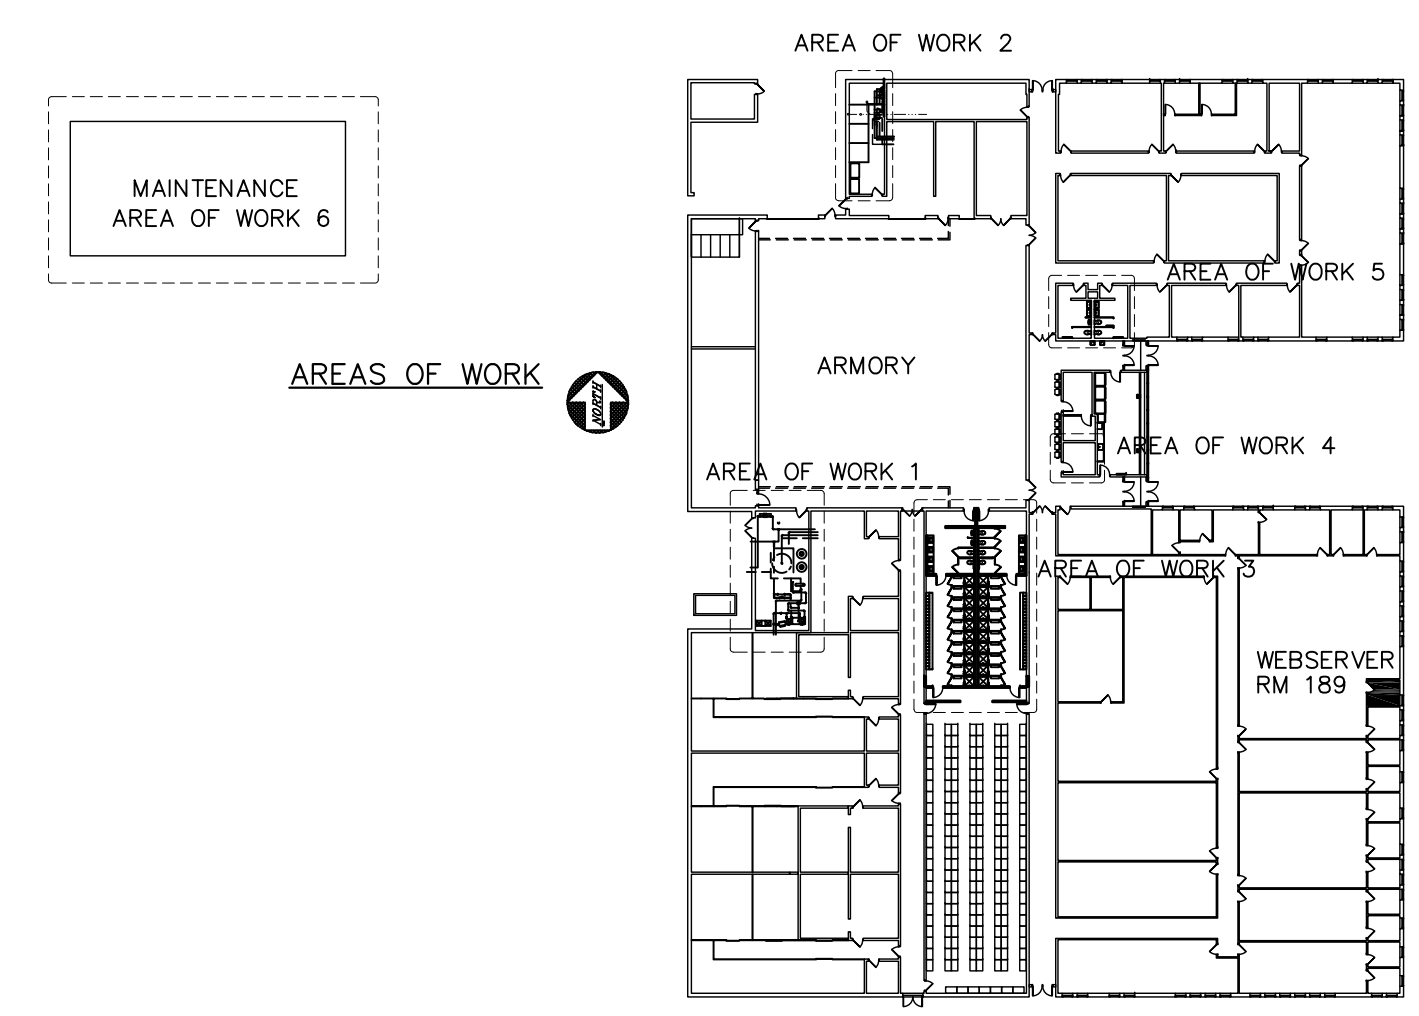 AREA OF WORK 2
MAINTENANCE
AREA OF WORK 6
AREA OF WORK 5
ARMORY
AREAS OF WORK
NORTH
AREA OF WORK 4
AREA OF WORK 1
AREA OF WORK 3
WEBSERVER
RM 189